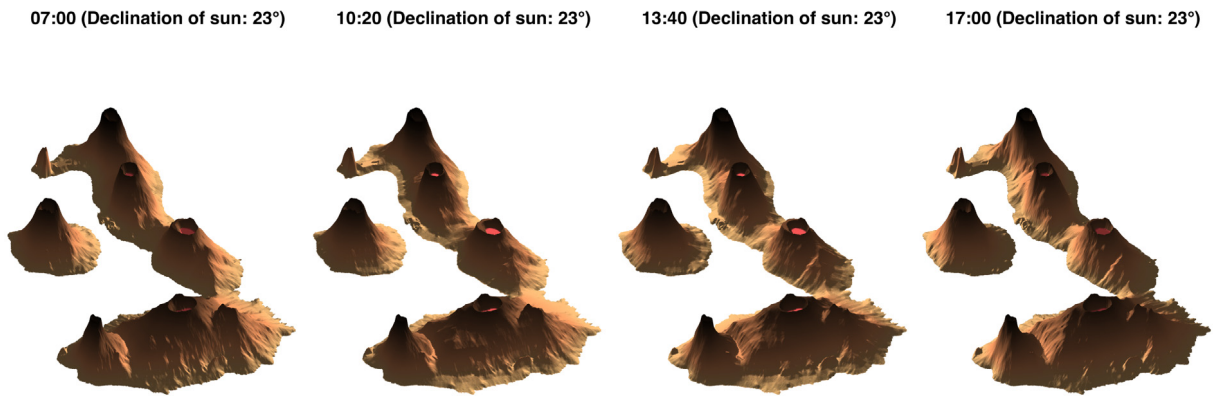 07:00 (Declination of sun: 23°)
10:20 (Declination of sun: 23°)
13:40 (Declination of sun: 23°)
17:00 (Declination of sun: 23°)